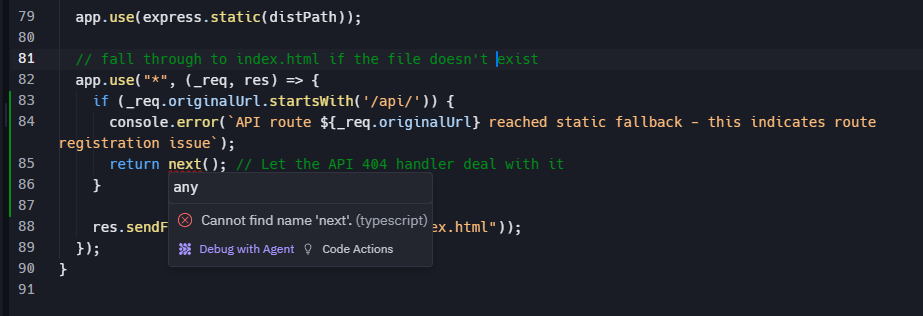 79 app.use(express.static(distPath));
80
81 // fall through to index.html if the file doesn't exist
82 app.use("*", (_req, res) => {
83 if (_req.originalUrl.startsWith('/api/')) {
84 console.error(`API route ${_req.originalUrl} reached static fallback - this indicates route
registration issue`);
85 return next(); // Let the API 404 handler deal with it
86 }
any
87
Cannot find name 'next'. (typescript)
88 res.sendF ex.html"));
89 });
Debug with Agent Code Actions
90 }
91